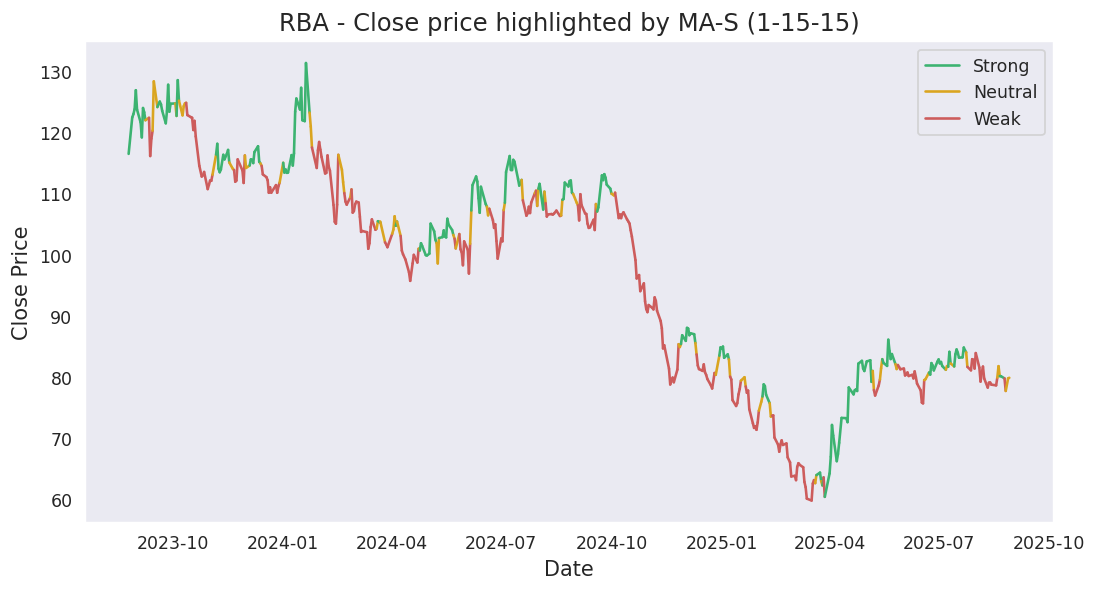 RBA - Close price highlighted by MA-S (1-15-15)
Strong
Neutral
Weak
Close Price
130
120
110
100
90
80
70
60
2023-10
2024-01
2024-04
2024-07
2024-10
2025-01
2025-04
2025-07
2025-10
Date